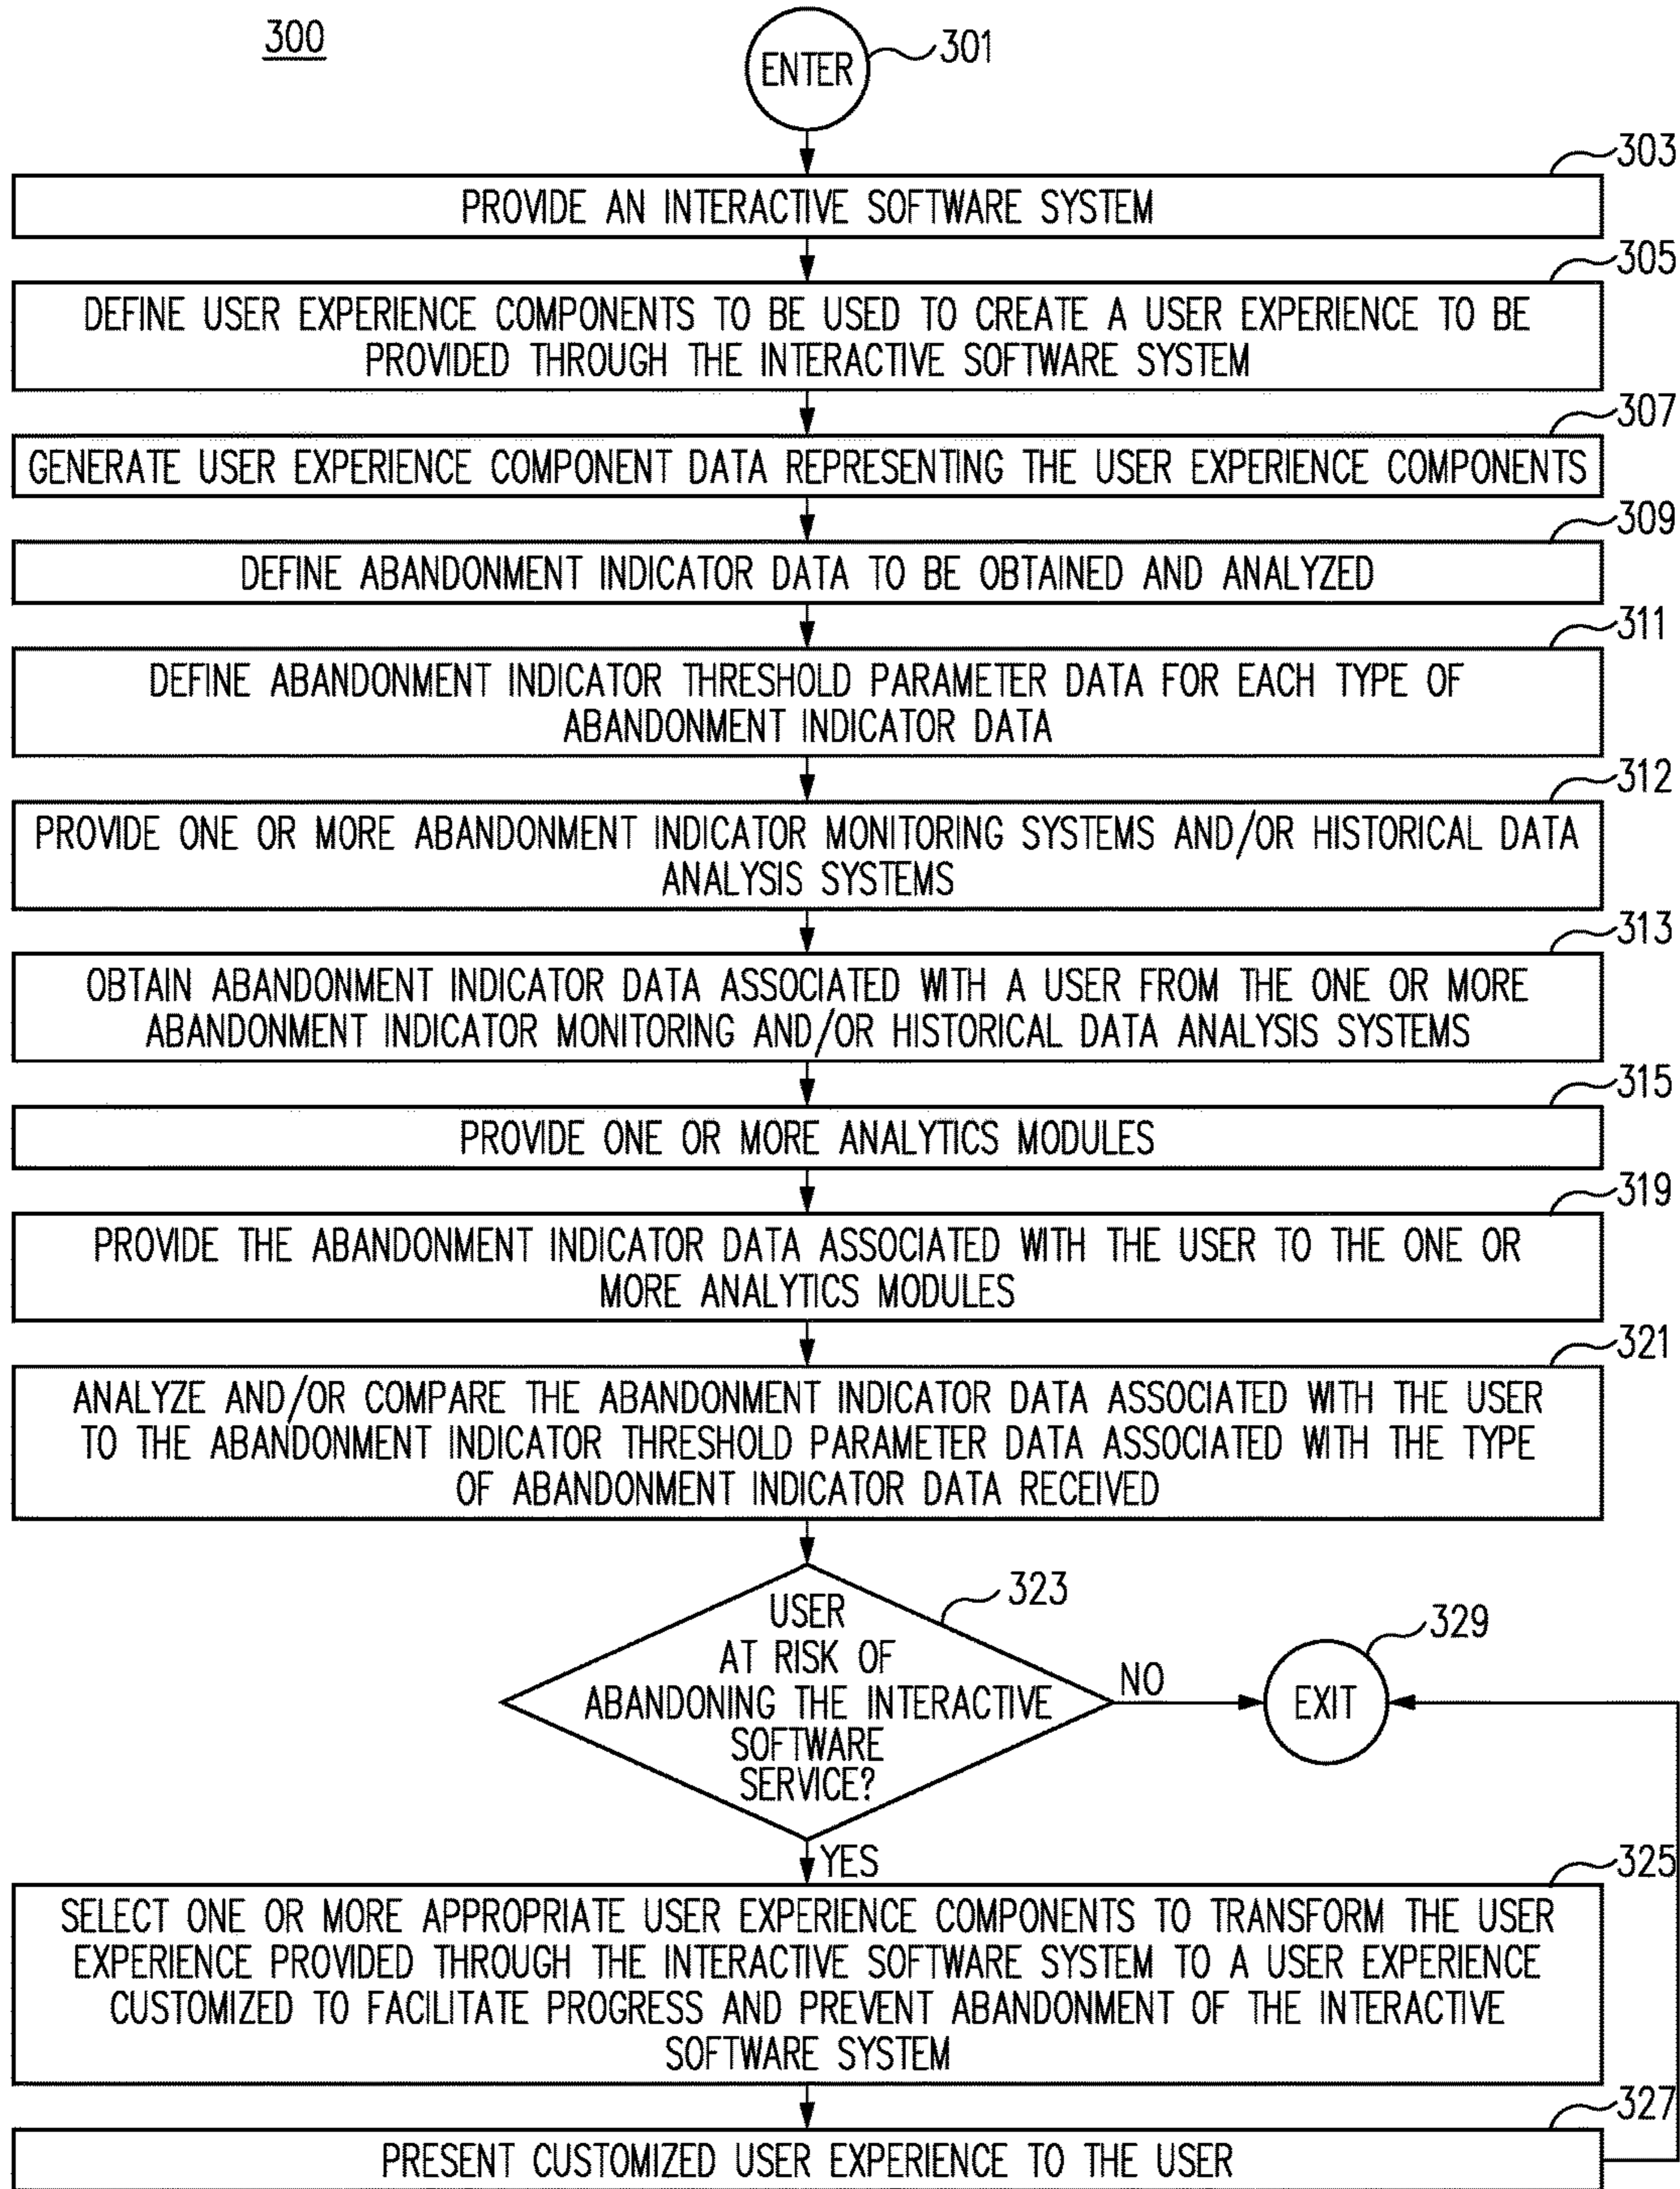 300
ENTER
301
303
PROVIDE AN INTERACTIVE SOFTWARE SYSTEM
305
DEFINE USER EXPERIENCE COMPONENTS TO BE USED TO CREATE A USER EXPERIENCE TO BE
PROVIDED THROUGH THE INTERACTIVE SOFTWARE SYSTEM
307
GENERATE USER EXPERIENCE COMPONENT DATA REPRESENTING THE USER EXPERIENCE COMPONENTS
309
DEFINE ABANDONMENT INDICATOR DATA TO BE OBTAINED AND ANALYZED
311
DEFINE ABANDONMENT INDICATOR THRESHOLD PARAMETER DATA FOR EACH TYPE OF
ABANDONMENT INDICATOR DATA
312
PROVIDE ONE OR MORE ABANDONMENT INDICATOR MONITORING SYSTEMS AND/OR HISTORICAL DATA
ANALYSIS SYSTEMS
313
OBTAIN ABANDONMENT INDICATOR DATA ASSOCIATED WITH A USER FROM THE ONE OR MORE
ABANDONMENT INDICATOR MONITORING AND/OR HISTORICAL DATA ANALYSIS SYSTEMS
315
PROVIDE ONE OR MORE ANALYTICS MODULES
319
PROVIDE THE ABANDONMENT INDICATOR DATA ASSOCIATED WITH THE USER TO THE ONE OR
MORE ANALYTICS MODULES
321
ANALYZE AND/OR COMPARE THE ABANDONMENT INDICATOR DATA ASSOCIATED WITH THE USER
TO THE ABANDONMENT INDICATOR THRESHOLD PARAMETER DATA ASSOCIATED WITH THE TYPE
OF ABANDONMENT INDICATOR DATA RECEIVED
323
USER
AT RISK OF
ABANDONING THE INTERACTIVE
SOFTWARE
SERVICE?
NO
329
EXIT
YES
325
SELECT ONE OR MORE APPROPRIATE USER EXPERIENCE COMPONENTS TO TRANSFORM THE USER
EXPERIENCE PROVIDED THROUGH THE INTERACTIVE SOFTWARE SYSTEM TO A USER EXPERIENCE
CUSTOMIZED TO FACILITATE PROGRESS AND PREVENT ABANDONMENT OF THE INTERACTIVE
SOFTWARE SYSTEM
327
PRESENT CUSTOMIZED USER EXPERIENCE TO THE USER